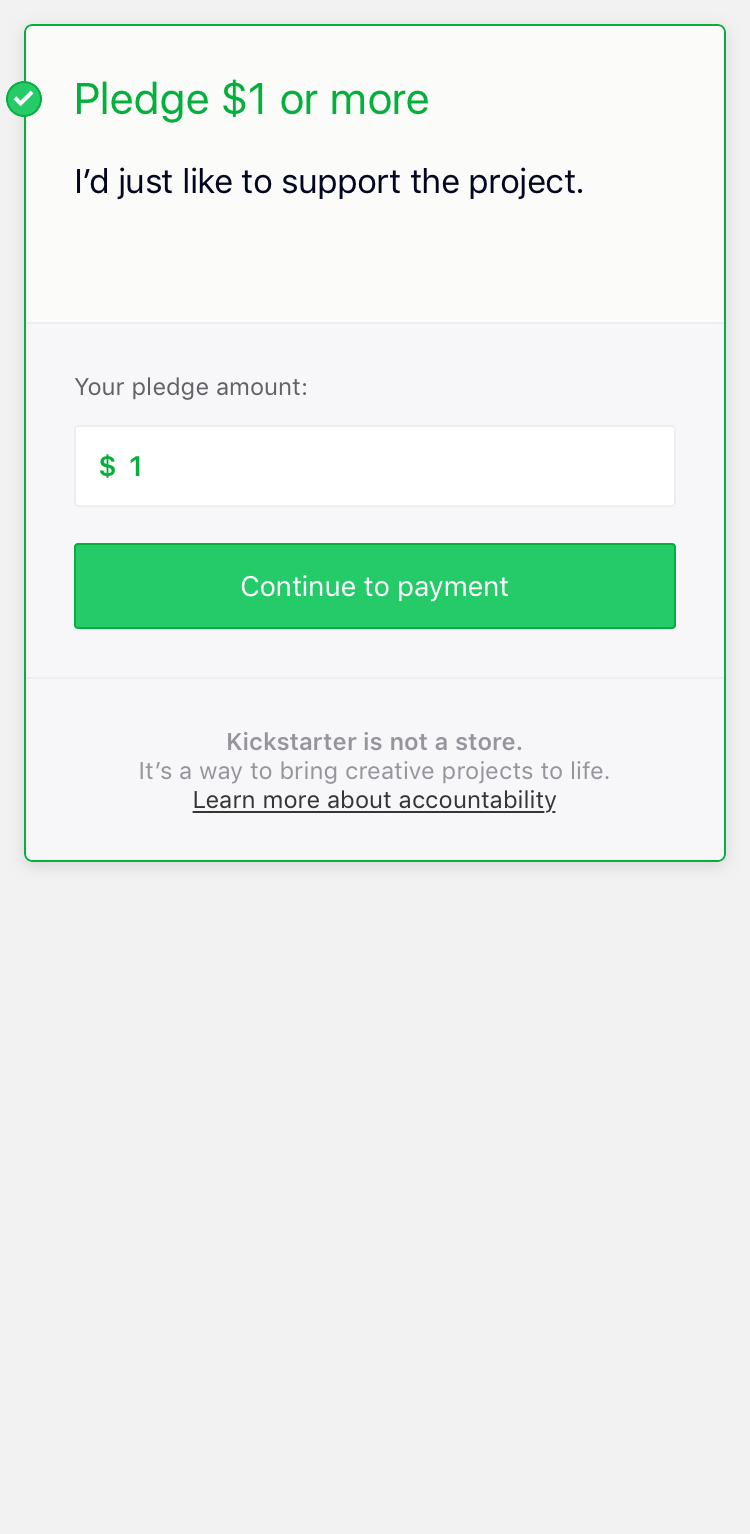 Pledge $1 or more
I’d just like to support the project.
Your pledge amount:
$ 1
Continue to payment
Kickstarter is not a store.
It’s a way to bring creative projects to life.
Learn more about accountability